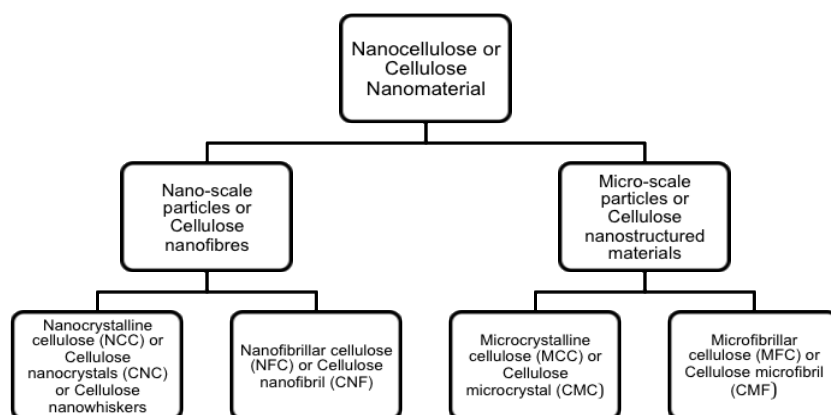 Nanocellulose or
Cellulose
Nanomaterial
Nano-scale
particles or
Cellulose
nanofibres
Micro-scale
particles or
Cellulose
nanostructured
materials
Nanocrystalline
cellulose (NCC) or
Cellulose
nanocrystals (CNC)
or Cellulose
nanowhiskers
Nanofibrillar cellulose
(NFC) or Cellulose
nanofibril (CNF)
Microcrystalline
cellulose (MCC) or
Cellulose
microcrystal (CMC)
Microfibrillar
cellulose (MFC) or
Cellulose microfibril
(CMF)